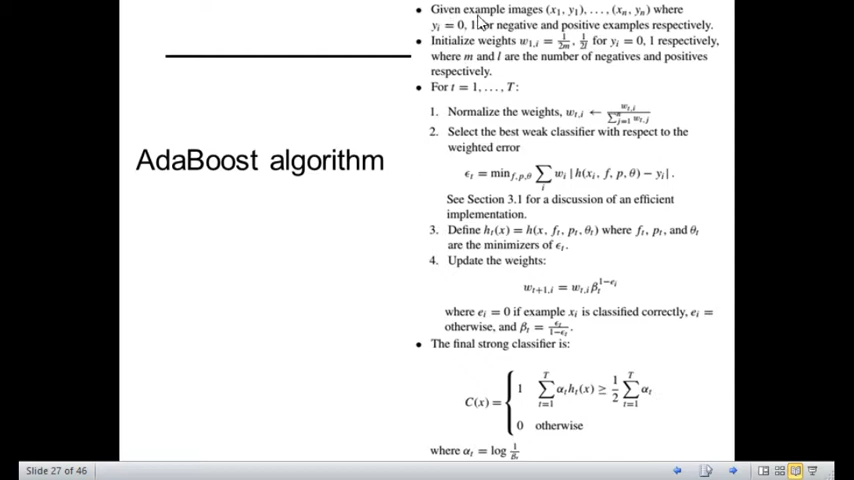 AdaBoost algorithm
• Given example images (x₁, y₁), . . . , (xₙ, yₙ) where
yᵢ = 0, 1 for negative and positive examples respectively.
• Initialize weights w₁,ᵢ = 1/2m, 1/2l for yᵢ = 0, 1 respectively,
where m and l are the number of negatives and positives
respectively.
• For t = 1, . . . , T:
1. Normalize the weights, wₜ,ᵢ ← wₜ,ᵢ / ∑ⁿⱼ₌₁ wₜ,ⱼ
2. Select the best weak classifier with respect to the
weighted error
ϵₜ = min_{f,p,θ} ∑ᵢ wᵢ | h(xᵢ, f, p, θ) − yᵢ| .
See Section 3.1 for a discussion of an efficient
implementation.
3. Define hₜ(x) = h(x, fₜ, pₜ, θₜ) where fₜ, pₜ, and θₜ
are the minimizers of ϵₜ.
4. Update the weights:
wₜ₊₁,ᵢ = wₜ,ᵢ βₜ^{1−eᵢ}
where eᵢ = 0 if example xᵢ is classified correctly, eᵢ =
otherwise, and βₜ = ϵₜ/(1−ϵₜ).
• The final strong classifier is:
C(x) = { 1 ∑ᵀₜ₌₁ αₜhₜ(x) ≥ 1/2 ∑ᵀₜ₌₁ αₜ
0 otherwise
where αₜ = log 1/βₜ
Slide 27 of 46